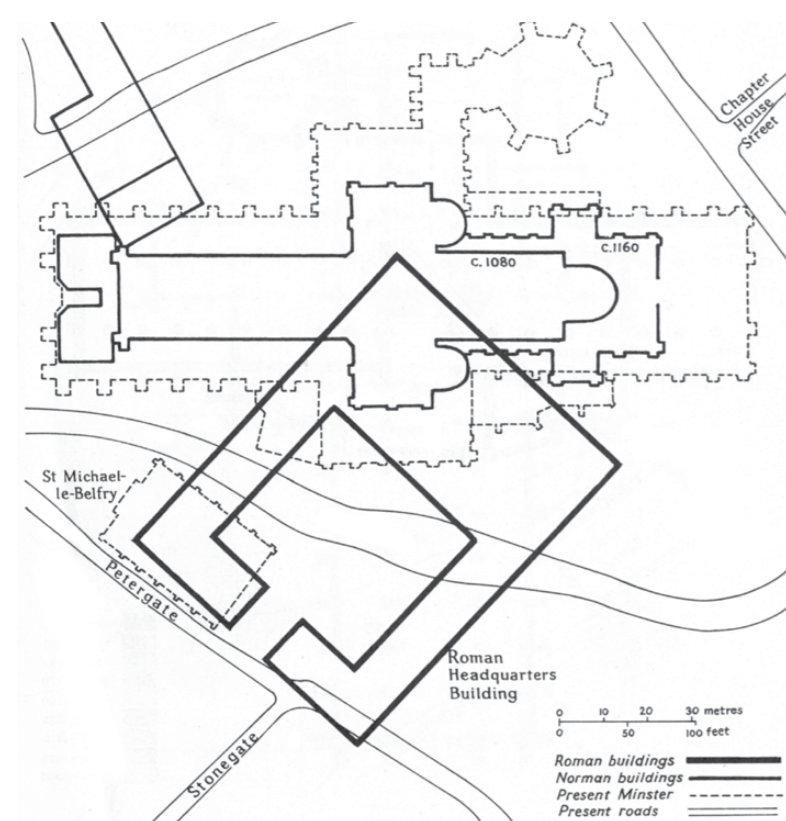 Chapter
House
Street
C.1080
C.1160
St Michael-
le-Belfry
Petergate
Stonegate
Roman
Headquarters
Building
0 10 20 30 metres
0 50 100 feet
Roman buildings
Norman buildings
Present Minster
Present roads